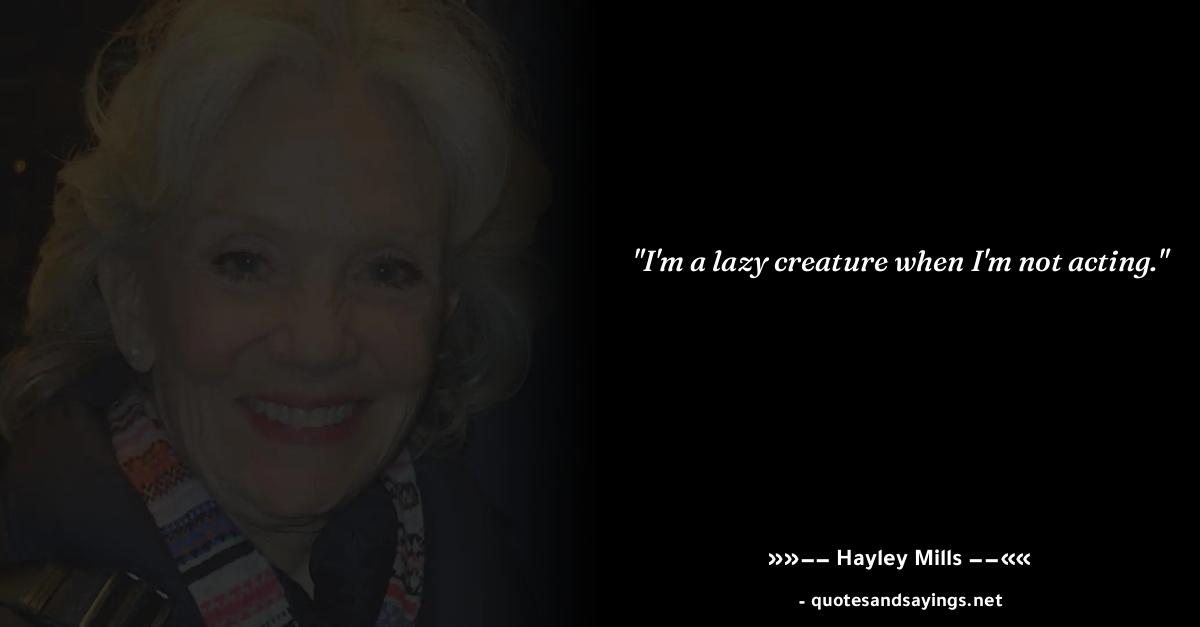 "I'm a lazy creature when I'm not acting."
»»−− Hayley Mills −−««
- quotesandsayings.net